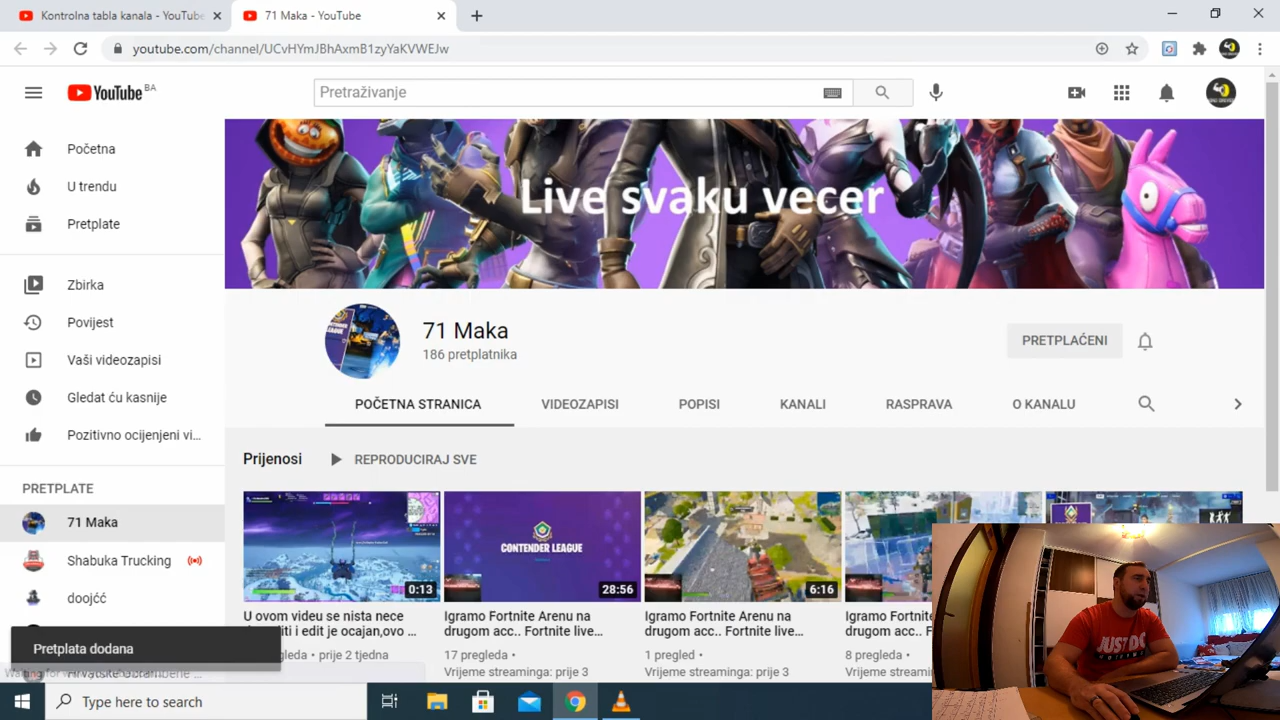 Kontrolna tabla kanala - YouTube
71 Maka - YouTube
youtube.com/channel/UCvHYmJBhAxmB1zyYaKVWEJw
YouTube BA
Pretraživanje
Početna
U trendu
Pretplate
Zbirka
Povijest
Vaši videozapisi
Gledat ću kasnije
Pozitivno ocijenjeni vi...
PRETPLATE
71 Maka
Shabuka Trucking
doojćć
Pretplata dodana
Live svaku vecer
71 Maka
186 pretplatnika
PRETPLAĆENI
POČETNA STRANICA
VIDEOZAPISI
POPISI
KANALI
RASPRAVA
O KANALU
Prijenosi
REPRODUCIRAJ SVE
0:13
CONTENDER LEAGUE
28:56
6:16
U ovom videu se nista nece
iti i edit je ocajan,ovo ...
gleda • prije 2 tjedna
Igramo Fortnite Arenu na
drugom acc.. Fortnite live...
17 pregleda •
Vrijeme streaminga: prije 3
Igramo Fortnite Arenu na
drugom acc.. Fortnite live...
1 pregled •
Vrijeme streaminga: prije 3
Igramo Fortnite
drugom acc..
8 pregleda •
Vrijeme streaming
JUST DO
Type here to search